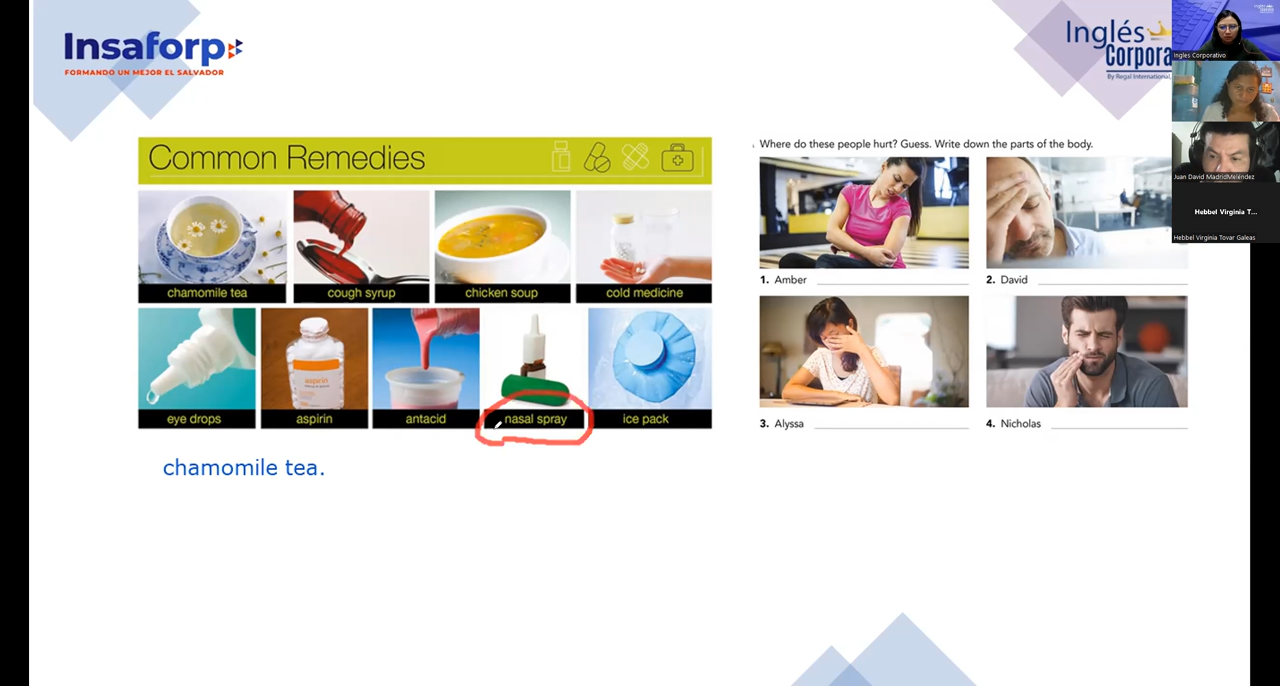 Insaforp
FORMANDO UN MEJOR EL SALVADOR
Inglés
Corpora
By Regal International,
Common Remedies
chamomile tea
cough syrup
chicken soup
cold medicine
eye drops
aspirin
aspirin
antacid
nasal spray
ice pack
chamomile tea.
Where do these people hurt? Guess. Write down the parts of the body.
1. Amber
2. David
3. Alyssa
4. Nicholas
Ingles Corporativo
Juan David MadridMeléndez
Hebbel Virginia T...
Hebbel Virginia Tovar Galeas